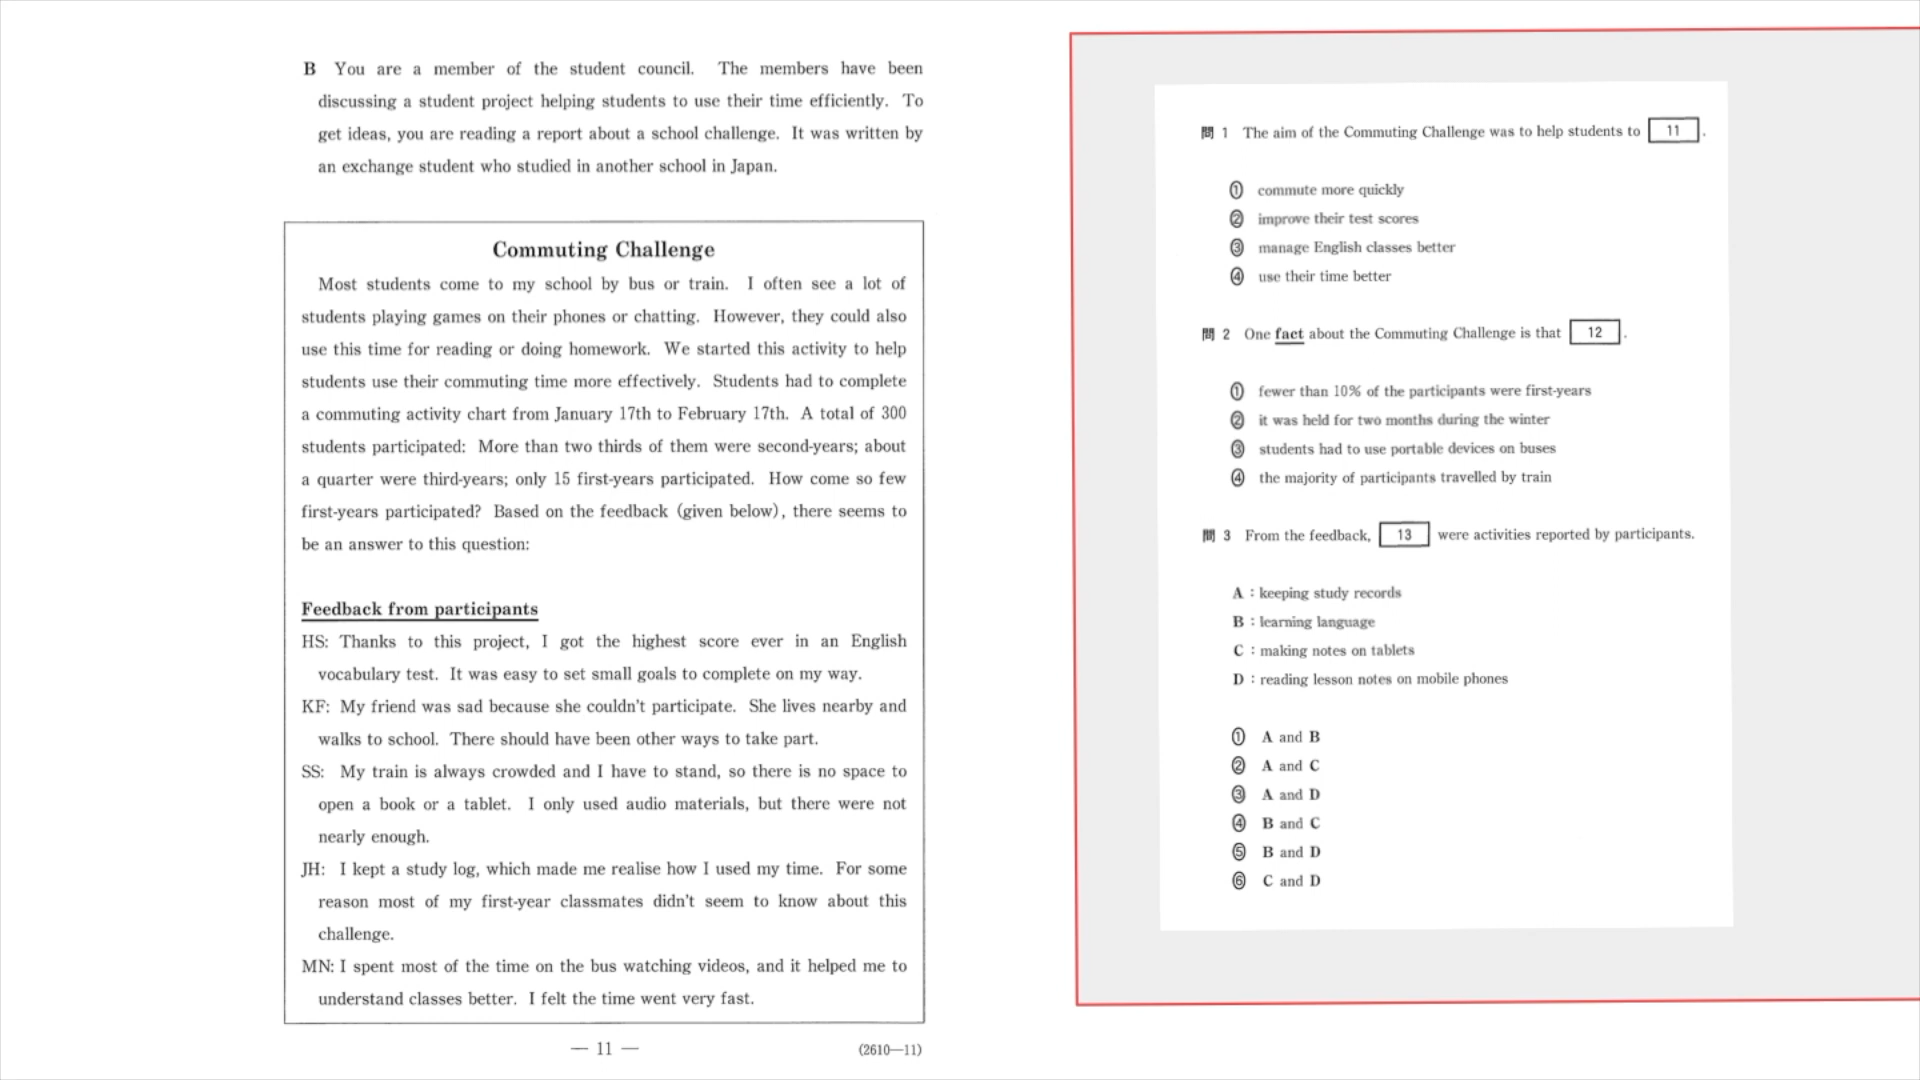 B You are a member of the student council. The members have been
discussing a student project helping students to use their time efficiently. To
get ideas, you are reading a report about a school challenge. It was written by
an exchange student who studied in another school in Japan.
Commuting Challenge
Most students come to my school by bus or train. I often see a lot of
students playing games on their phones or chatting. However, they could also
use this time for reading or doing homework. We started this activity to help
students use their commuting time more effectively. Students had to complete
a commuting activity chart from January 17th to February 17th. A total of 300
students participated: More than two thirds of them were second-years; about
a quarter were third-years; only 15 first-years participated. How come so few
first-years participated? Based on the feedback (given below), there seems to
be an answer to this question:
Feedback from participants
HS: Thanks to this project, I got the highest score ever in an English
vocabulary test. It was easy to set small goals to complete on my way.
KF: My friend was sad because she couldn't participate. She lives nearby and
walks to school. There should have been other ways to take part.
SS: My train is always crowded and I have to stand, so there is no space to
open a book or a tablet. I only used audio materials, but there were not
nearly enough.
JH: I kept a study log, which made me realise how I used my time. For some
reason most of my first-year classmates didn't seem to know about this
challenge.
MN: I spent most of the time on the bus watching videos, and it helped me to
understand classes better. I felt the time went very fast.
— 11 —
(2610—11)
問 1 The aim of the Commuting Challenge was to help students to 11 .
① commute more quickly
② improve their test scores
③ manage English classes better
④ use their time better
問 2 One fact about the Commuting Challenge is that 12 .
① fewer than 10% of the participants were first-years
② it was held for two months during the winter
③ students had to use portable devices on buses
④ the majority of participants travelled by train
問 3 From the feedback, 13 were activities reported by participants.
A : keeping study records
B : learning language
C : making notes on tablets
D : reading lesson notes on mobile phones
① A and B
② A and C
③ A and D
④ B and C
⑤ B and D
⑥ C and D